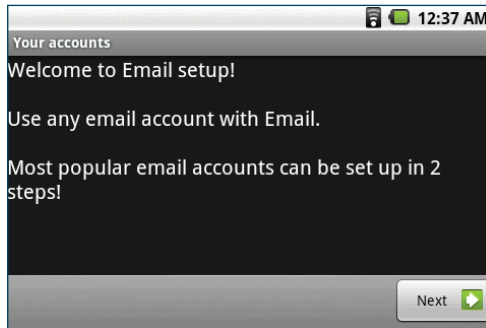 12:37 AM
Your accounts
Welcome to Email setup!
Use any email account with Email.
Most popular email accounts can be set up in 2
steps!
Next